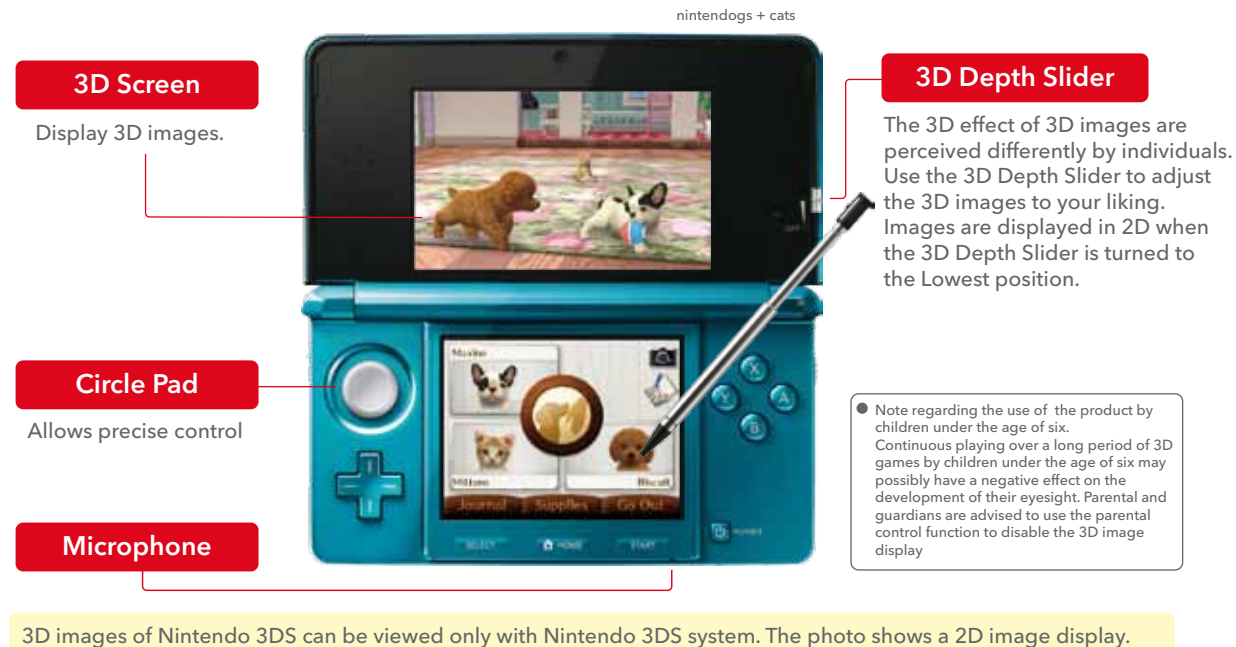 nintendogs + cats
3D Screen
Display 3D images.
3D Depth Slider
The 3D effect of 3D images are
perceived differently by individuals.
Use the 3D Depth Slider to adjust
the 3D images to your liking.
Images are displayed in 2D when
the 3D Depth Slider is turned to
the Lowest position.
Circle Pad
Allows precise control
Microphone
X
Y
A
B
Maxine
Mittens
Biscuit
Journal
Supplies
Go Out
SELECT
HOME
START
POWER
● Note regarding the use of the product by
children under the age of six.
Continuous playing over a long period of 3D
games by children under the age of six may
possibly have a negative effect on the
development of their eyesight. Parental and
guardians are advised to use the parental
control function to disable the 3D image
display
3D images of Nintendo 3DS can be viewed only with Nintendo 3DS system. The photo shows a 2D image display.